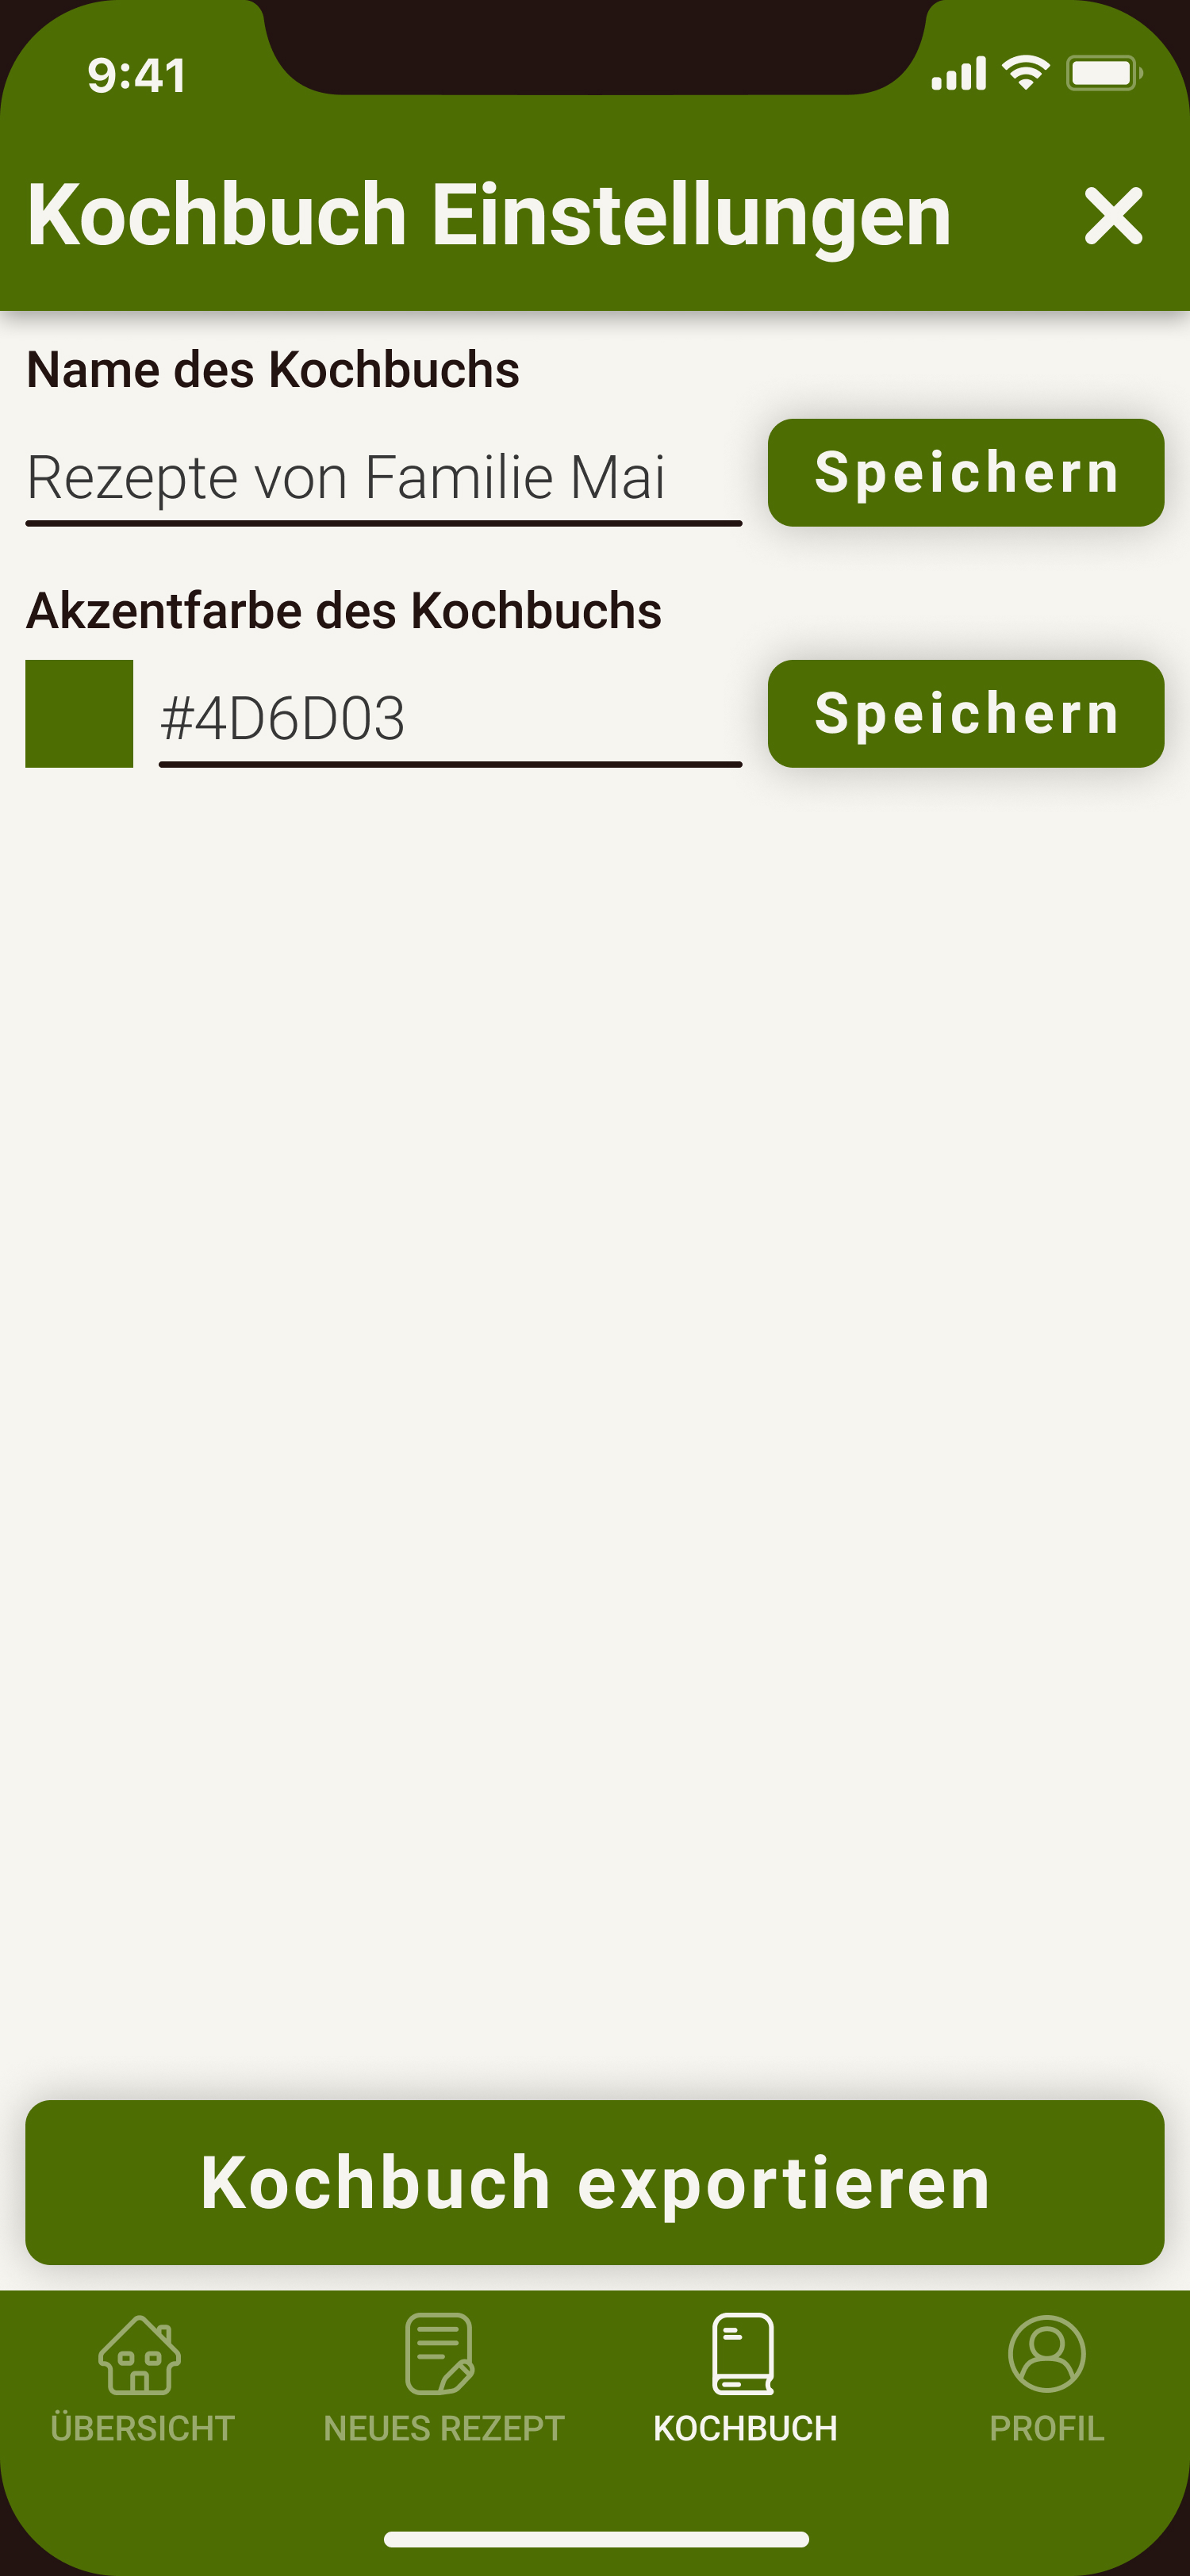 9:41
Kochbuch Einstellungen
Name des Kochbuchs
Rezepte von Familie Mai
Speichern
Akzentfarbe des Kochbuchs
#4D6D03
Speichern
Kochbuch exportieren
ÜBERSICHT
NEUES REZEPT
KOCHBUCH
PROFIL